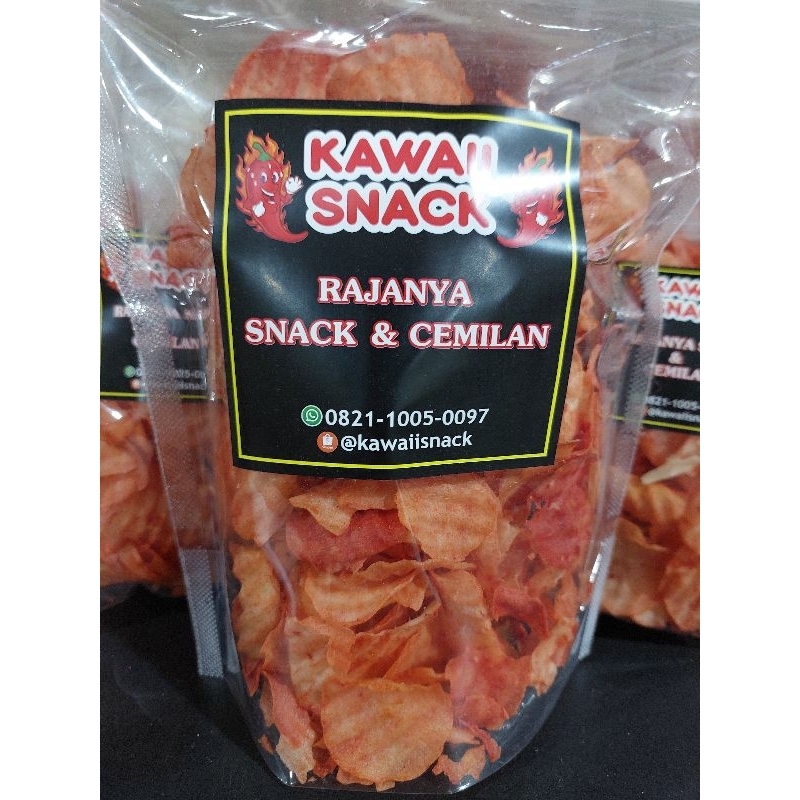 KAWAII
SNACK
RAJANYA
SNACK & CEMILAN
0821-1005-0097
@kawaiisnack